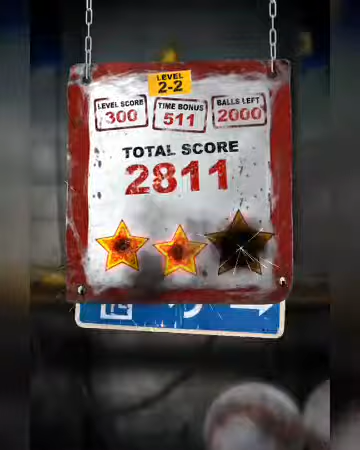 LEVEL
2-2
LEVEL SCORE
300
TIME BONUS
511
BALLS LEFT
2000
TOTAL SCORE
2811